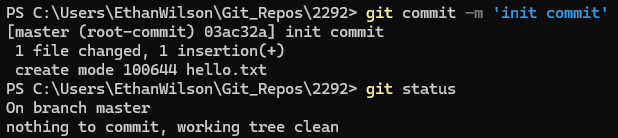 PS C:\Users\EthanWilson\Git_Repos\2292> git commit -m 'init commit'
[master (root-commit) 03ac32a] init commit
 1 file changed, 1 insertion(+)
 create mode 100644 hello.txt
PS C:\Users\EthanWilson\Git_Repos\2292> git status
On branch master
nothing to commit, working tree clean